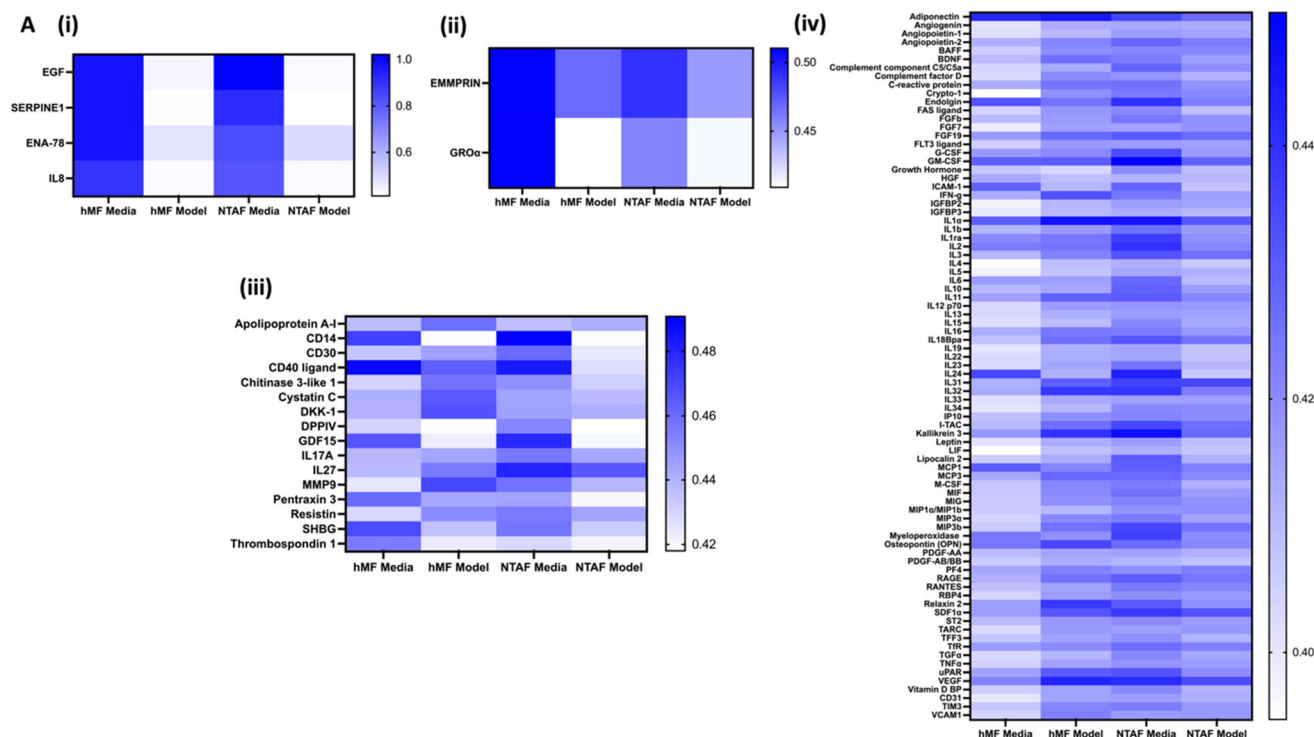 A (i)
EGF
SERPINE1
ENA-78
IL8
hMF Media hMF Model NTAF Media NTAF Model
1.0
0.8
0.6
(ii)
EMMPRIN
GROα
hMF Media hMF Model NTAF Media NTAF Model
0.50
0.45
(iii)
Apolipoprotein A-I
CD14
CD30
CD40 ligand
Chitinase 3-like 1
Cystatin C
DKK-1
DPPIV
GDF15
IL17A
IL27
MMP9
Pentraxin 3
Resistin
SHBG
Thrombospondin 1
hMF Media hMF Model NTAF Media NTAF Model
0.48
0.46
0.44
0.42
(iv)
Adiponectin
Angiogenin
Angiopoietin-1
Angiopoietin-2
BAFF
BDNF
Complement component C5/C5a
Complement factor D
C-reactive protein
Crypto-1
Endolgin
FAS ligand
FGFb
FGF7
FGF19
FLT3 ligand
G-CSF
GM-CSF
Growth Hormone
HGF
ICAM-1
IFN-g
IGFBP2
IGFBP3
IL1α
IL1b
IL1ra
IL2
IL3
IL4
IL5
IL6
IL10
IL11
IL12 p70
IL13
IL15
IL16
IL18Bpa
IL19
IL22
IL23
IL24
IL31
IL32
IL33
IL34
IP10
I-TAC
Kallikrein 3
Leptin
LIF
Lipocalin 2
MCP1
MCP3
M-CSF
MIF
MIG
MIP1α/MIP1b
MIP3α
MIP3b
Myeloperoxidase
Osteopontin (OPN)
PDGF-AA
PDGF-AB/BB
PF4
RAGE
RANTES
RBP4
Relaxin 2
SDF1α
ST2
TARC
TFF3
TfR
TGFα
TNFα
uPAR
VEGF
Vitamin D BP
CD31
TIM3
VCAM1
hMF Media hMF Model NTAF Media NTAF Model
0.44
0.42
0.40